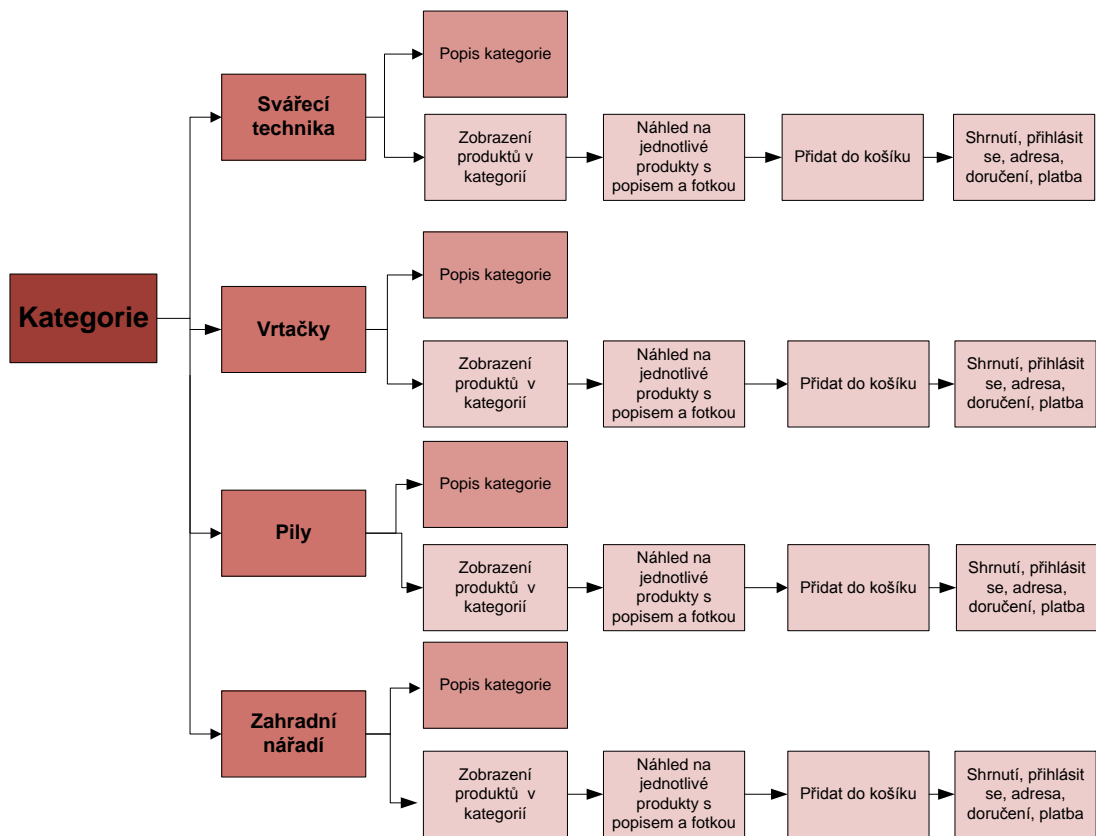 Kategorie
Svářecí
technika
Popis kategorie
Zobrazení
produktů v
kategorií
Náhled na
jednotlivé
produkty s
popisem a fotkou
Přidat do košíku
Shrnutí, přihlásit
se, adresa,
doručení, platba
Vrtačky
Popis kategorie
Zobrazení
produktů v
kategorií
Náhled na
jednotlivé
produkty s
popisem a fotkou
Přidat do košíku
Shrnutí, přihlásit
se, adresa,
doručení, platba
Pily
Popis kategorie
Zobrazení
produktů v
kategorií
Náhled na
jednotlivé
produkty s
popisem a fotkou
Přidat do košíku
Shrnutí, přihlásit
se, adresa,
doručení, platba
Zahradní
nářadí
Popis kategorie
Zobrazení
produktů v
kategorií
Náhled na
jednotlivé
produkty s
popisem a fotkou
Přidat do košíku
Shrnutí, přihlásit
se, adresa,
doručení, platba